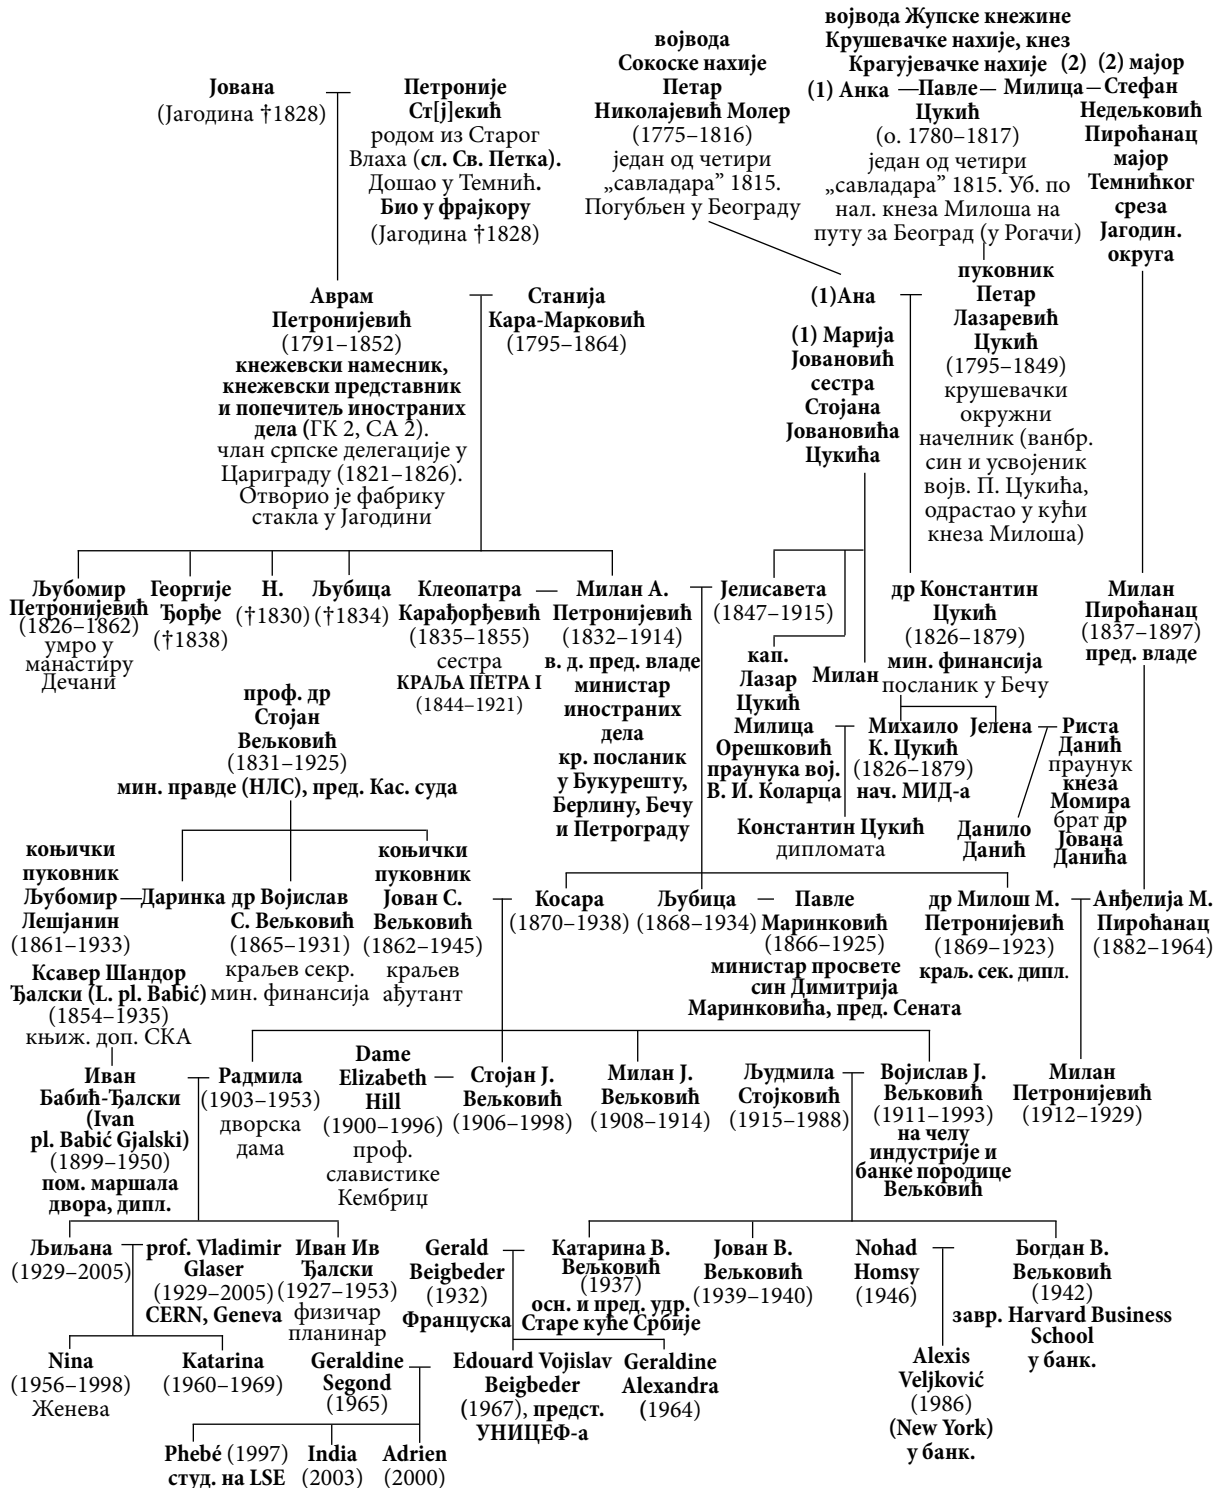 Јована
(Јагодина †1828)
Петроније
Ст[ј]екић
родом из Старог
Влаха (сл. Св. Петка).
Дошао у Темнић.
Био у фрајкору
(Јагодина †1828)
војвода
Сокоске нахије
Петар
Николајевић Молер
(1775–1816)
један од четири
„савладара” 1815.
Погубљен у Београду
војвода Жупске кнежине
Крушевачке нахије, кнез
Крагујевачке нахије (2)
(1) Анка — Павле — Милица —
Цукић
(о. 1780–1817)
један од четири
„савладара” 1815. Уб. по
нал. кнеза Милоша на
путу за Београд (у Рогачи)
(2) мајор
Стефан
Недељковић
Пироћанац
мајор
Темнићког
среза
Јагодин.
округа
Аврам
Петронијевић
(1791–1852)
кнежевски намесник,
кнежевски представник
и попечитељ иностраних
дела (ГК 2, СА 2).
члан српске делегације у
Цариграду (1821–1826).
Отворио је фабрику
стакла у Јагодини
Станија
Кара-Марковић
(1795–1864)
(1)Ана
(1) Марија
Јовановић
сестра
Стојана
Јовановића
Цукића
пуковник
Петар
Лазаревић
Цукић
(1795–1849)
крушевачки
окружни
начелник (ванбр.
син и усвојеник
војв. П. Цукића,
одрастао у кући
кнеза Милоша)
Љубомир
Петронијевић
(1826–1862)
умро у
манастиру
Дечани
Георгије
Ђорђе
(†1838)
Н.
(†1830)
Љубица
(†1834)
Клеопатра —
Карађорђевић
(1835–1855)
сестра
КРАЉА ПЕТРА I
(1844–1921)
Милан А.
Петронијевић
(1832–1914)
в. д. пред. владе
министар
иностраних
дела
кр. посланик
у Букурешту,
Берлину, Бечу
и Петрограду
Јелисавета
(1847–1915)
кап.
Лазар
Цукић
Милан
др Константин
Цукић
(1826–1879)
мин. финансија
посланик у Бечу
Милан
Пироћанац
(1837–1897)
пред. владе
проф. др
Стојан
Вељковић
(1831–1925)
мин. правде (НЛС), пред. Кас. суда
Милица
Орешковић
праунука вој.
В. И. Коларца
Михаило
К. Цукић
(1826–1879)
нач. МИД-а
Јелена
Риста
Данић
праунук
кнеза
Момира
брат др
Јована
Данића
Константин Цукић
дипломата
Данило
Данић
коњички
пуковник
Љубомир —
Лешјанин
(1861–1933)
Даринка
др Војислав
С. Вељковић
(1865–1931)
краљев секр.
мин. финансија
коњички
пуковник
Јован С.
Вељковић
(1862–1945)
краљев
ађутант
Косара
(1870–1938)
Љубица —
(1868–1934)
Павле
Маринковић
(1866–1925)
министар просвете
син Димитрија
Маринковића, пред. Сената
др Милош М.
Петронијевић
(1869–1923)
краљ. сек. дипл.
Анђелија М.
Пироћанац
(1882–1964)
Ксавер Шандор
Ђалски (L. pl. Babić)
(1854–1935)
књиж. доп. СКА
Иван
Бабић-Ђалски
(Ivan
pl. Babić Gjalski)
(1899–1950)
пом. маршала
двора, дипл.
Радмила
(1903–1953)
дворска
дама
Dame
Elizabeth —
Hill
(1900–1996)
проф.
славистике
Кембриџ
Стојан Ј.
Вељковић
(1906–1998)
Милан Ј.
Вељковић
(1908–1914)
Људмила
Стојковић
(1915–1988)
Војислав Ј.
Вељковић
(1911–1993)
на челу
индустрије и
банке породице
Вељковић
Милан
Петронијевић
(1912–1929)
Љиљана
(1929–2005)
prof. Vladimir
Glaser
(1929–2005)
CERN, Geneva
Иван Ив
Ђалски
(1927–1953)
физичар
планинар
Gerald
Beigbeder
(1932)
Француска
Катарина В.
Вељковић
(1937)
осн. и пред. удр.
Старе куће Србије
Јован В.
Вељковић
(1939–1940)
Nohad
Homsy
(1946)
Богдан В.
Вељковић
(1942)
завр. Harvard Business
School
у банк.
Nina
(1956–1998)
Женева
Katarina
(1960–1969)
Geraldine
Segond
(1965)
Edouard Vojislav
Beigbeder
(1967), предст.
УНИЦЕФ-а
Geraldine
Alexandra
(1964)
Alexis
Veljković
(1986)
(New York)
у банк.
Phebé (1997)
студ. на LSE
India
(2003)
Adrien
(2000)